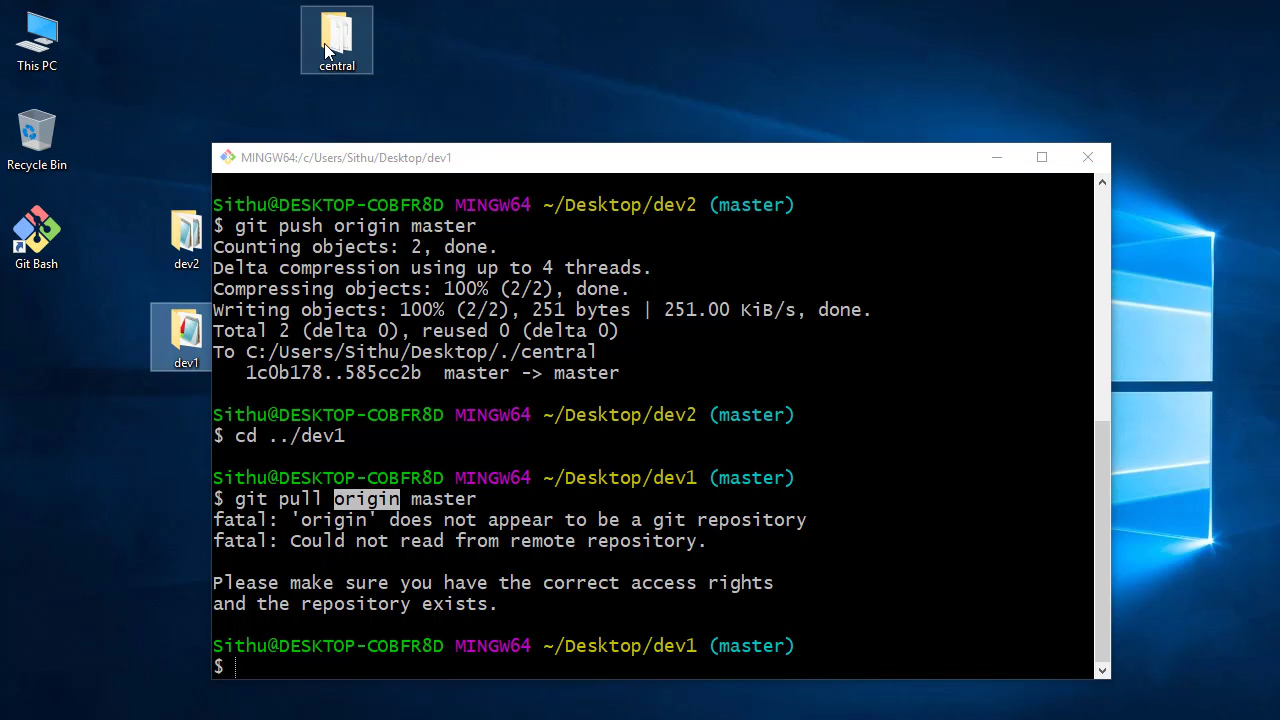 This PC
central
Recycle Bin
Git Bash
dev2
dev1
MINGW64:/c/Users/Sithu/Desktop/dev1
Sithu@DESKTOP-COBFR8D MINGW64 ~/Desktop/dev2 (master)
$ git push origin master
Counting objects: 2, done.
Delta compression using up to 4 threads.
Compressing objects: 100% (2/2), done.
Writing objects: 100% (2/2), 251 bytes | 251.00 KiB/s, done.
Total 2 (delta 0), reused 0 (delta 0)
To C:/Users/Sithu/Desktop/./central
   1c0b178..585cc2b  master -> master
Sithu@DESKTOP-COBFR8D MINGW64 ~/Desktop/dev2 (master)
$ cd ../dev1
Sithu@DESKTOP-COBFR8D MINGW64 ~/Desktop/dev1 (master)
$ git pull origin master
fatal: 'origin' does not appear to be a git repository
fatal: Could not read from remote repository.
Please make sure you have the correct access rights
and the repository exists.
Sithu@DESKTOP-COBFR8D MINGW64 ~/Desktop/dev1 (master)
$